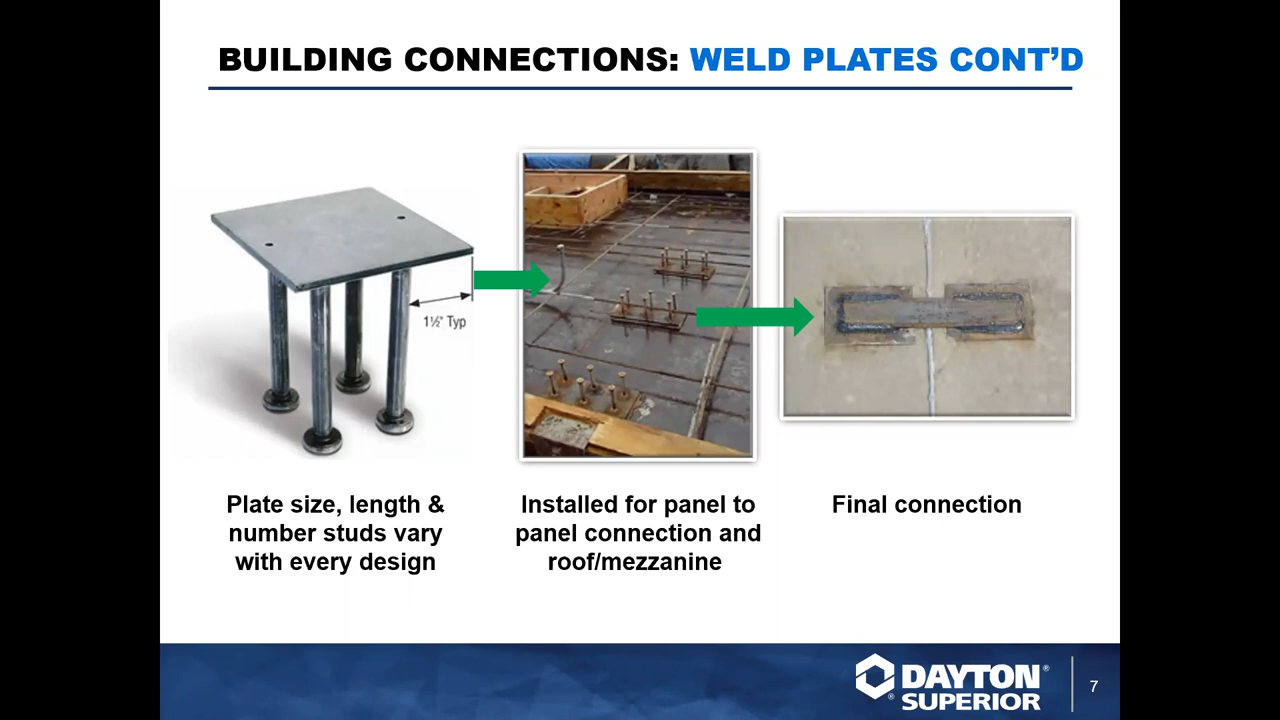 BUILDING CONNECTIONS: WELD PLATES CONT’D
1½" Typ
Plate size, length &
number studs vary
with every design
Installed for panel to
panel connection and
roof/mezzanine
Final connection
DAYTON®
®SUPERIOR
7